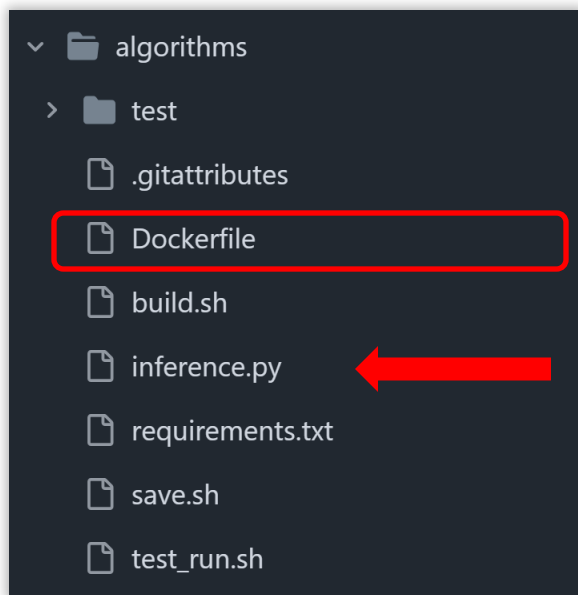 algorithms
test
.gitattributes
Dockerfile
build.sh
inference.py
requirements.txt
save.sh
test_run.sh